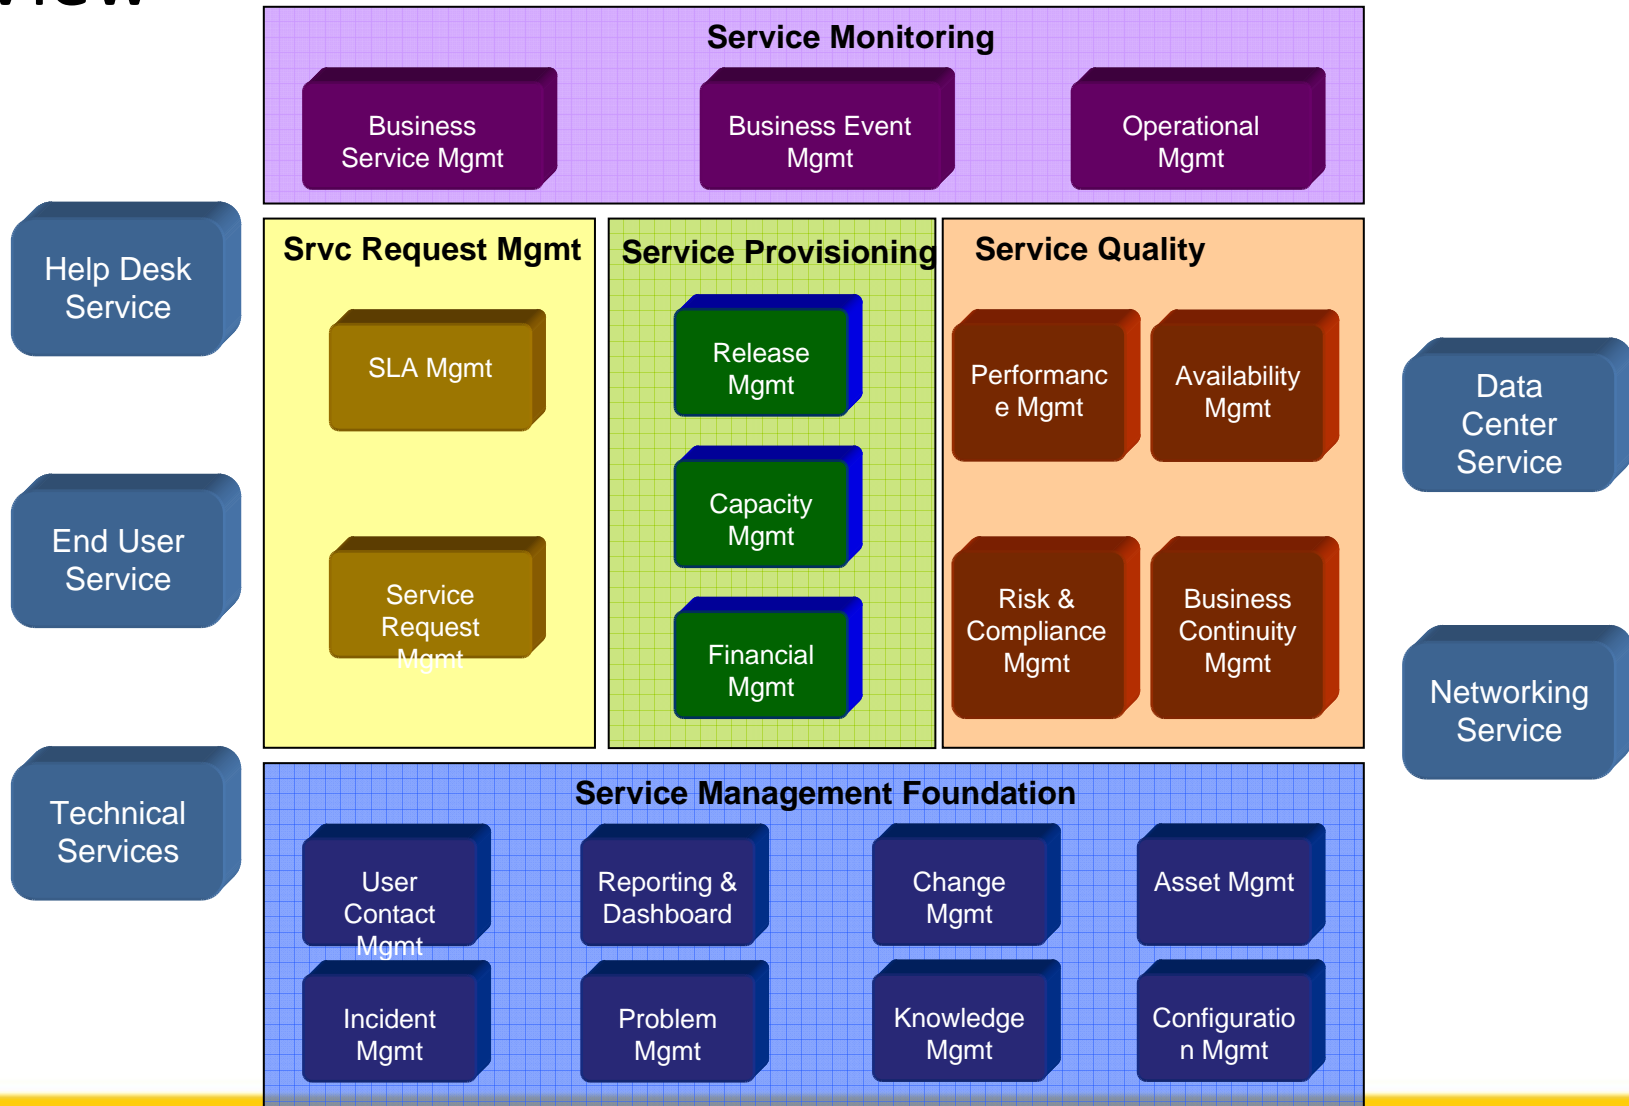 Service Monitoring
Business
Service Mgmt
Business Event
Mgmt
Operational
Mgmt
Help Desk
Service
End User
Service
Technical
Services
Srvc Request Mgmt
SLA Mgmt
Service
Request
Mgmt
Service Provisioning
Release
Mgmt
Capacity
Mgmt
Financial
Mgmt
Service Quality
Performanc
e Mgmt
Availability
Mgmt
Risk &
Compliance
Mgmt
Business
Continuity
Mgmt
Data
Center
Service
Networking
Service
Service Management Foundation
User
Contact
Mgmt
Reporting &
Dashboard
Change
Mgmt
Asset Mgmt
Incident
Mgmt
Problem
Mgmt
Knowledge
Mgmt
Configuratio
n Mgmt